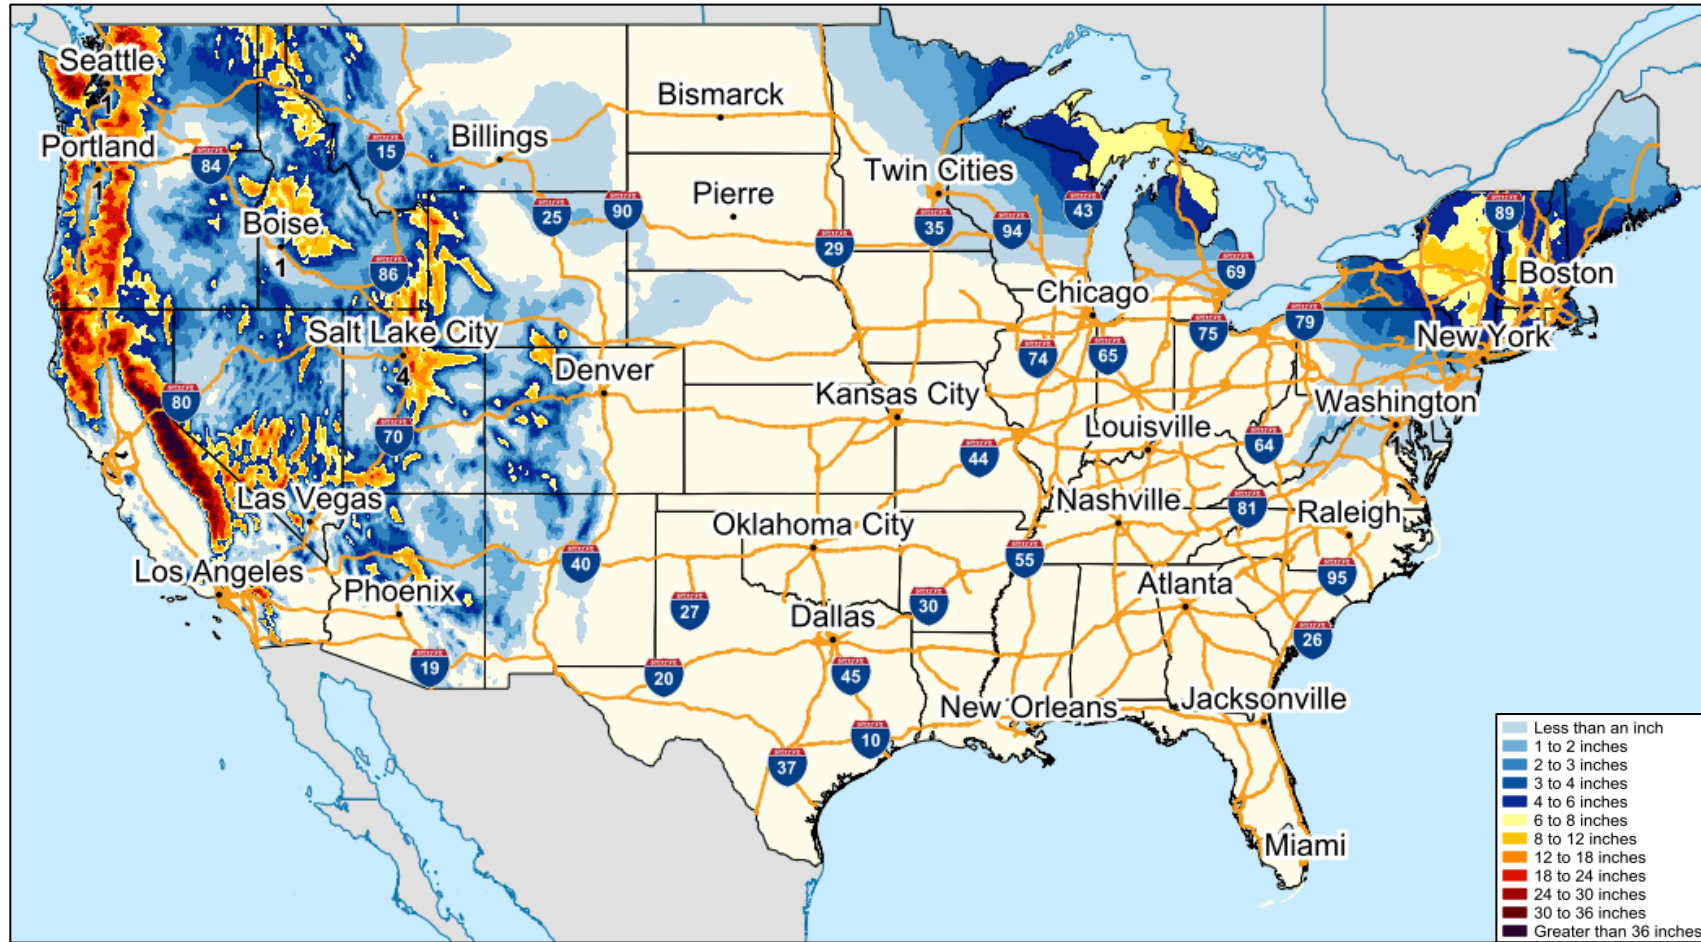 Seattle
1
Portland
1
84
15
Billings
Bismarck
Boise
1
86
25
90
Pierre
29
Twin Cities
35
94
43
69
89
Boston
Salt Lake City
4
80
70
Denver
Chicago
74
65
75
79
New York
Kansas City
44
Louisville
64
Washington
Las Vegas
Los Angeles
Phoenix
19
40
27
20
Oklahoma City
Dallas
30
45
37
10
Nashville
55
81
Raleigh
95
Atlanta
26
New Orleans
Jacksonville
Miami
Less than an inch
1 to 2 inches
2 to 3 inches
3 to 4 inches
4 to 6 inches
6 to 8 inches
8 to 12 inches
12 to 18 inches
18 to 24 inches
24 to 30 inches
30 to 36 inches
Greater than 36 inches